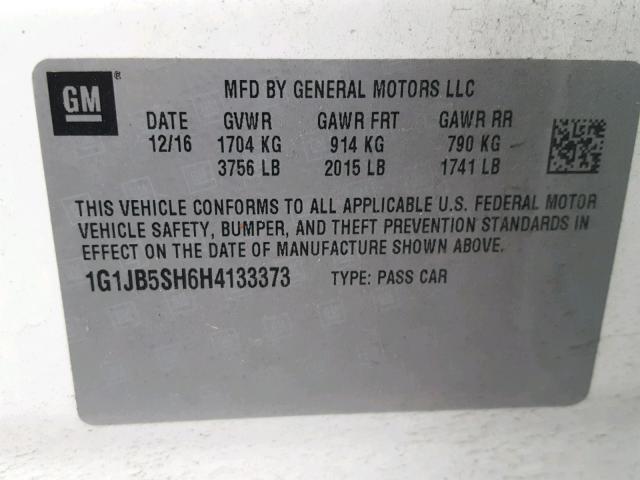 GM ®
MFD BY GENERAL MOTORS LLC
DATE GVWR GAWR FRT GAWR RR
12/16 1704 KG 914 KG 790 KG
3756 LB 2015 LB 1741 LB
THIS VEHICLE CONFORMS TO ALL APPLICABLE U.S. FEDERAL MOTOR
VEHICLE SAFETY, BUMPER, AND THEFT PREVENTION STANDARDS IN
EFFECT ON THE DATE OF MANUFACTURE SHOWN ABOVE.
1G1JB5SH6H4133373 TYPE: PASS CAR